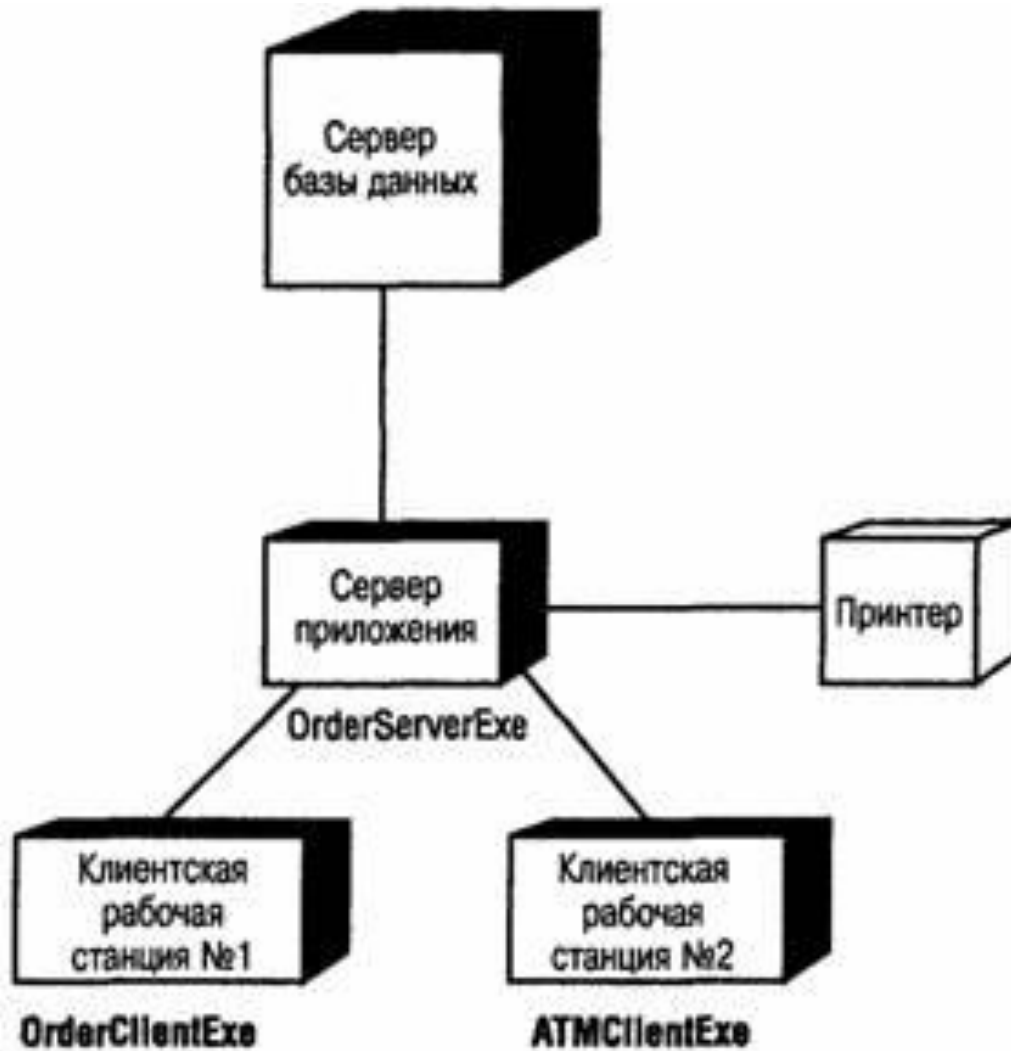 Сервер
базы данных
Сервер
приложения
Принтер
OrderServerExe
Клиентская
рабочая
станция №1
Клиентская
рабочая
станция №2
OrderClientExe
ATMClientExe